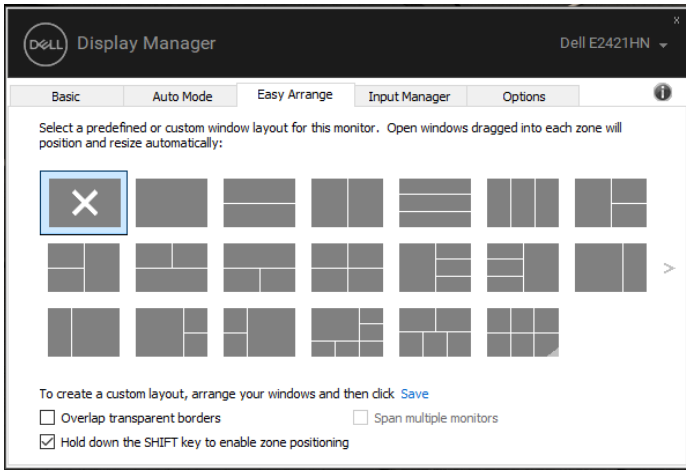 DELL Display Manager
Dell E2421HN
Basic Auto Mode Easy Arrange Input Manager Options
Select a predefined or custom window layout for this monitor. Open windows dragged into each zone will
position and resize automatically:
To create a custom layout, arrange your windows and then click Save
Overlap transparent borders
Span multiple monitors
Hold down the SHIFT key to enable zone positioning